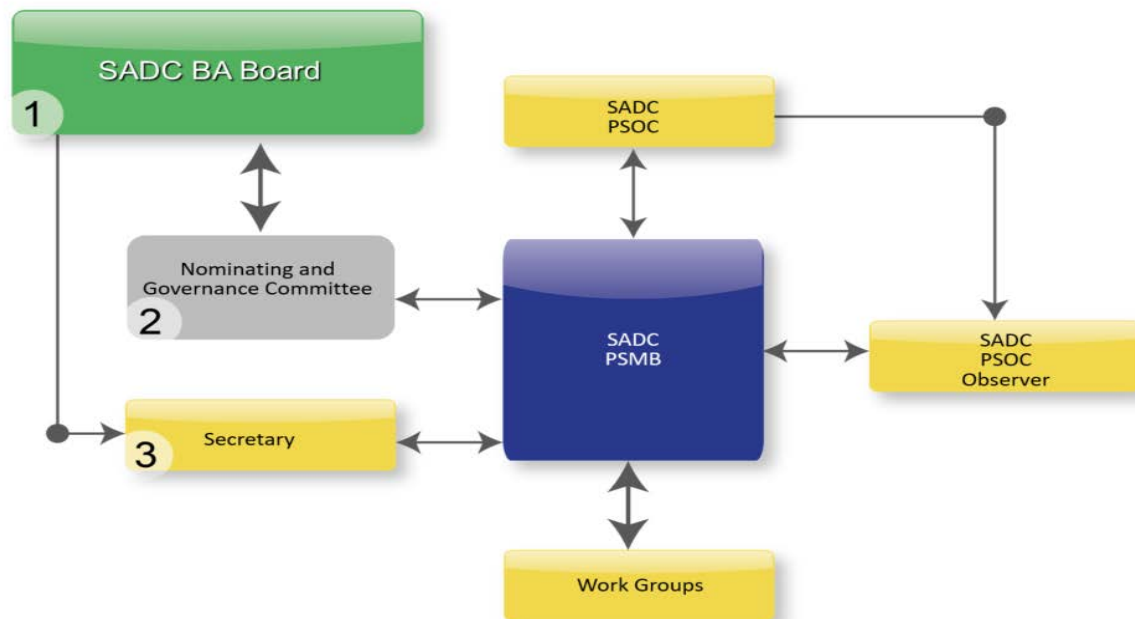 SADC BA Board
1
SADC
PSOC
Nominating and
Governance Committee
2
SADC
PSMB
SADC
PSOC
Observer
Secretary
3
Work Groups